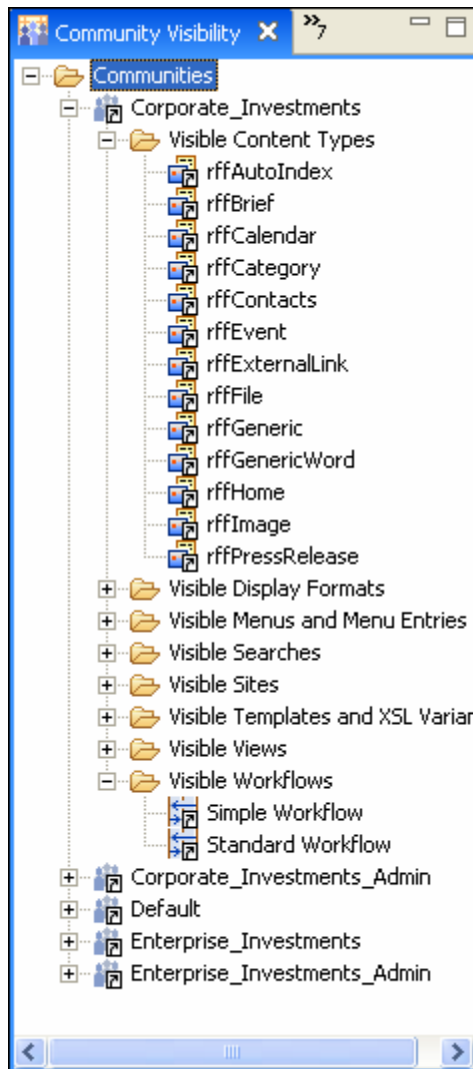 Community Visibility »7
Communities
Corporate_Investments
Visible Content Types
rffAutoIndex
rffBrief
rffCalendar
rffCategory
rffContacts
rffEvent
rffExternalLink
rffFile
rffGeneric
rffGenericWord
rffHome
rffImage
rffPressRelease
Visible Display Formats
Visible Menus and Menu Entries
Visible Searches
Visible Sites
Visible Templates and XSL Varian
Visible Views
Visible Workflows
Simple Workflow
Standard Workflow
Corporate_Investments_Admin
Default
Enterprise_Investments
Enterprise_Investments_Admin